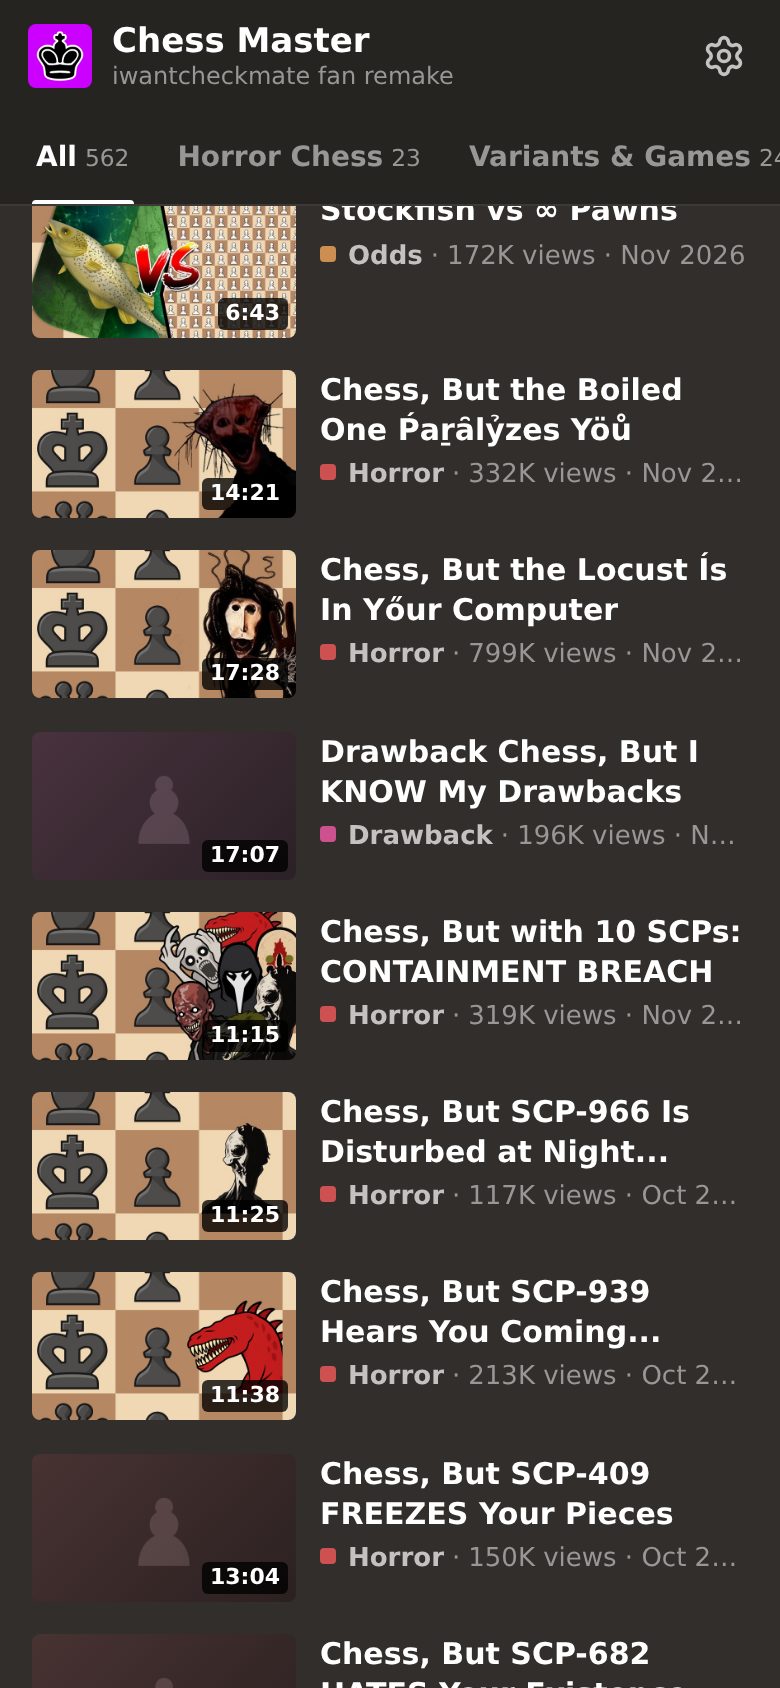 Chess Master
iwantcheckmate fan remake
All 562
Horror Chess 23
Variants & Games 24
Stockfish vs ∞ Pawns
Odds · 172K views · Nov 2026
VS
6:43
Chess, But the Boiled
One Ṕaṟâlỷzes Yöů
Horror · 332K views · Nov 2...
14:21
Chess, But the Locust Ís
In Yőur Computer
Horror · 799K views · Nov 2...
17:28
Drawback Chess, But I
KNOW My Drawbacks
Drawback · 196K views · N...
17:07
Chess, But with 10 SCPs:
CONTAINMENT BREACH
Horror · 319K views · Nov 2...
11:15
Chess, But SCP-966 Is
Disturbed at Night...
Horror · 117K views · Oct 2...
11:25
Chess, But SCP-939
Hears You Coming...
Horror · 213K views · Oct 2...
11:38
Chess, But SCP-409
FREEZES Your Pieces
Horror · 150K views · Oct 2...
13:04
Chess, But SCP-682
HATES Your Existence